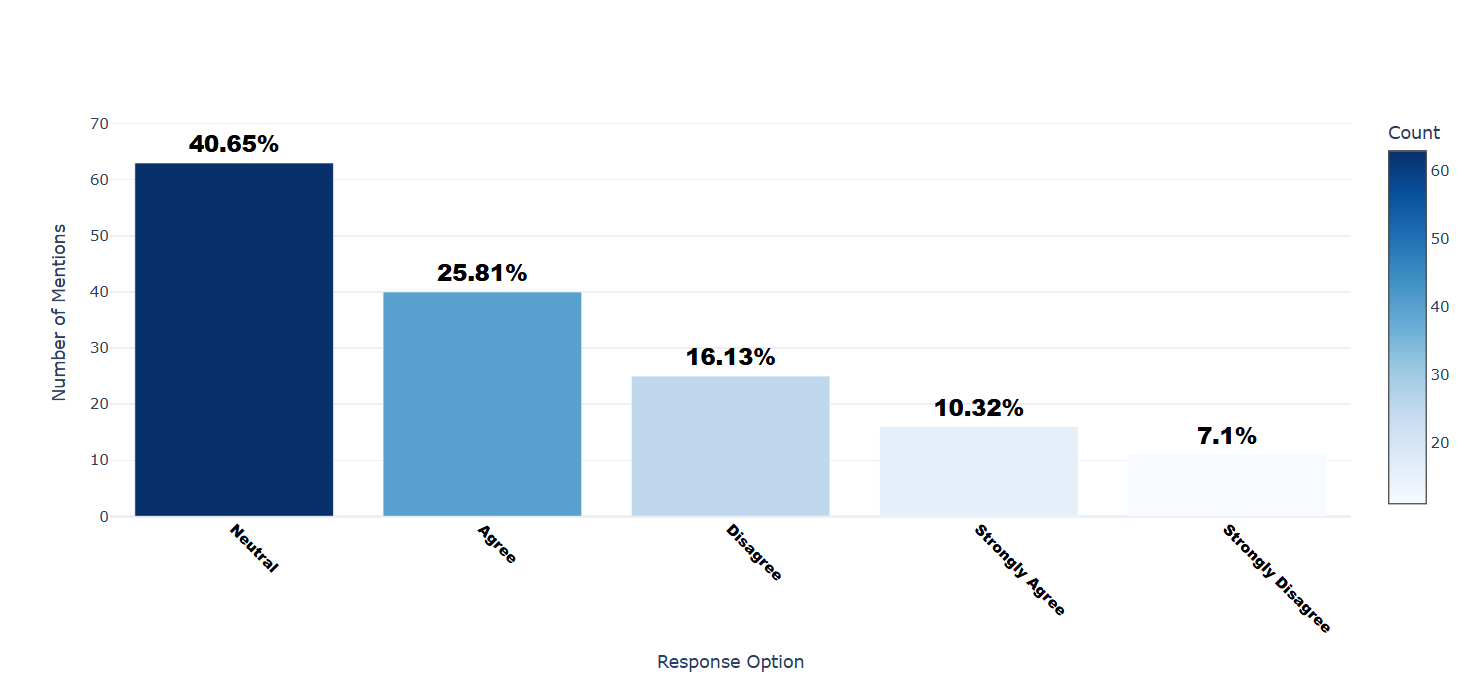 Count
70
60
50
40
30
20
10
0
Number of Mentions
40.65%
25.81%
16.13%
10.32%
7.1%
Neutral
Agree
Disagree
Strongly Agree
Strongly Disagree
Response Option
60
50
40
30
20